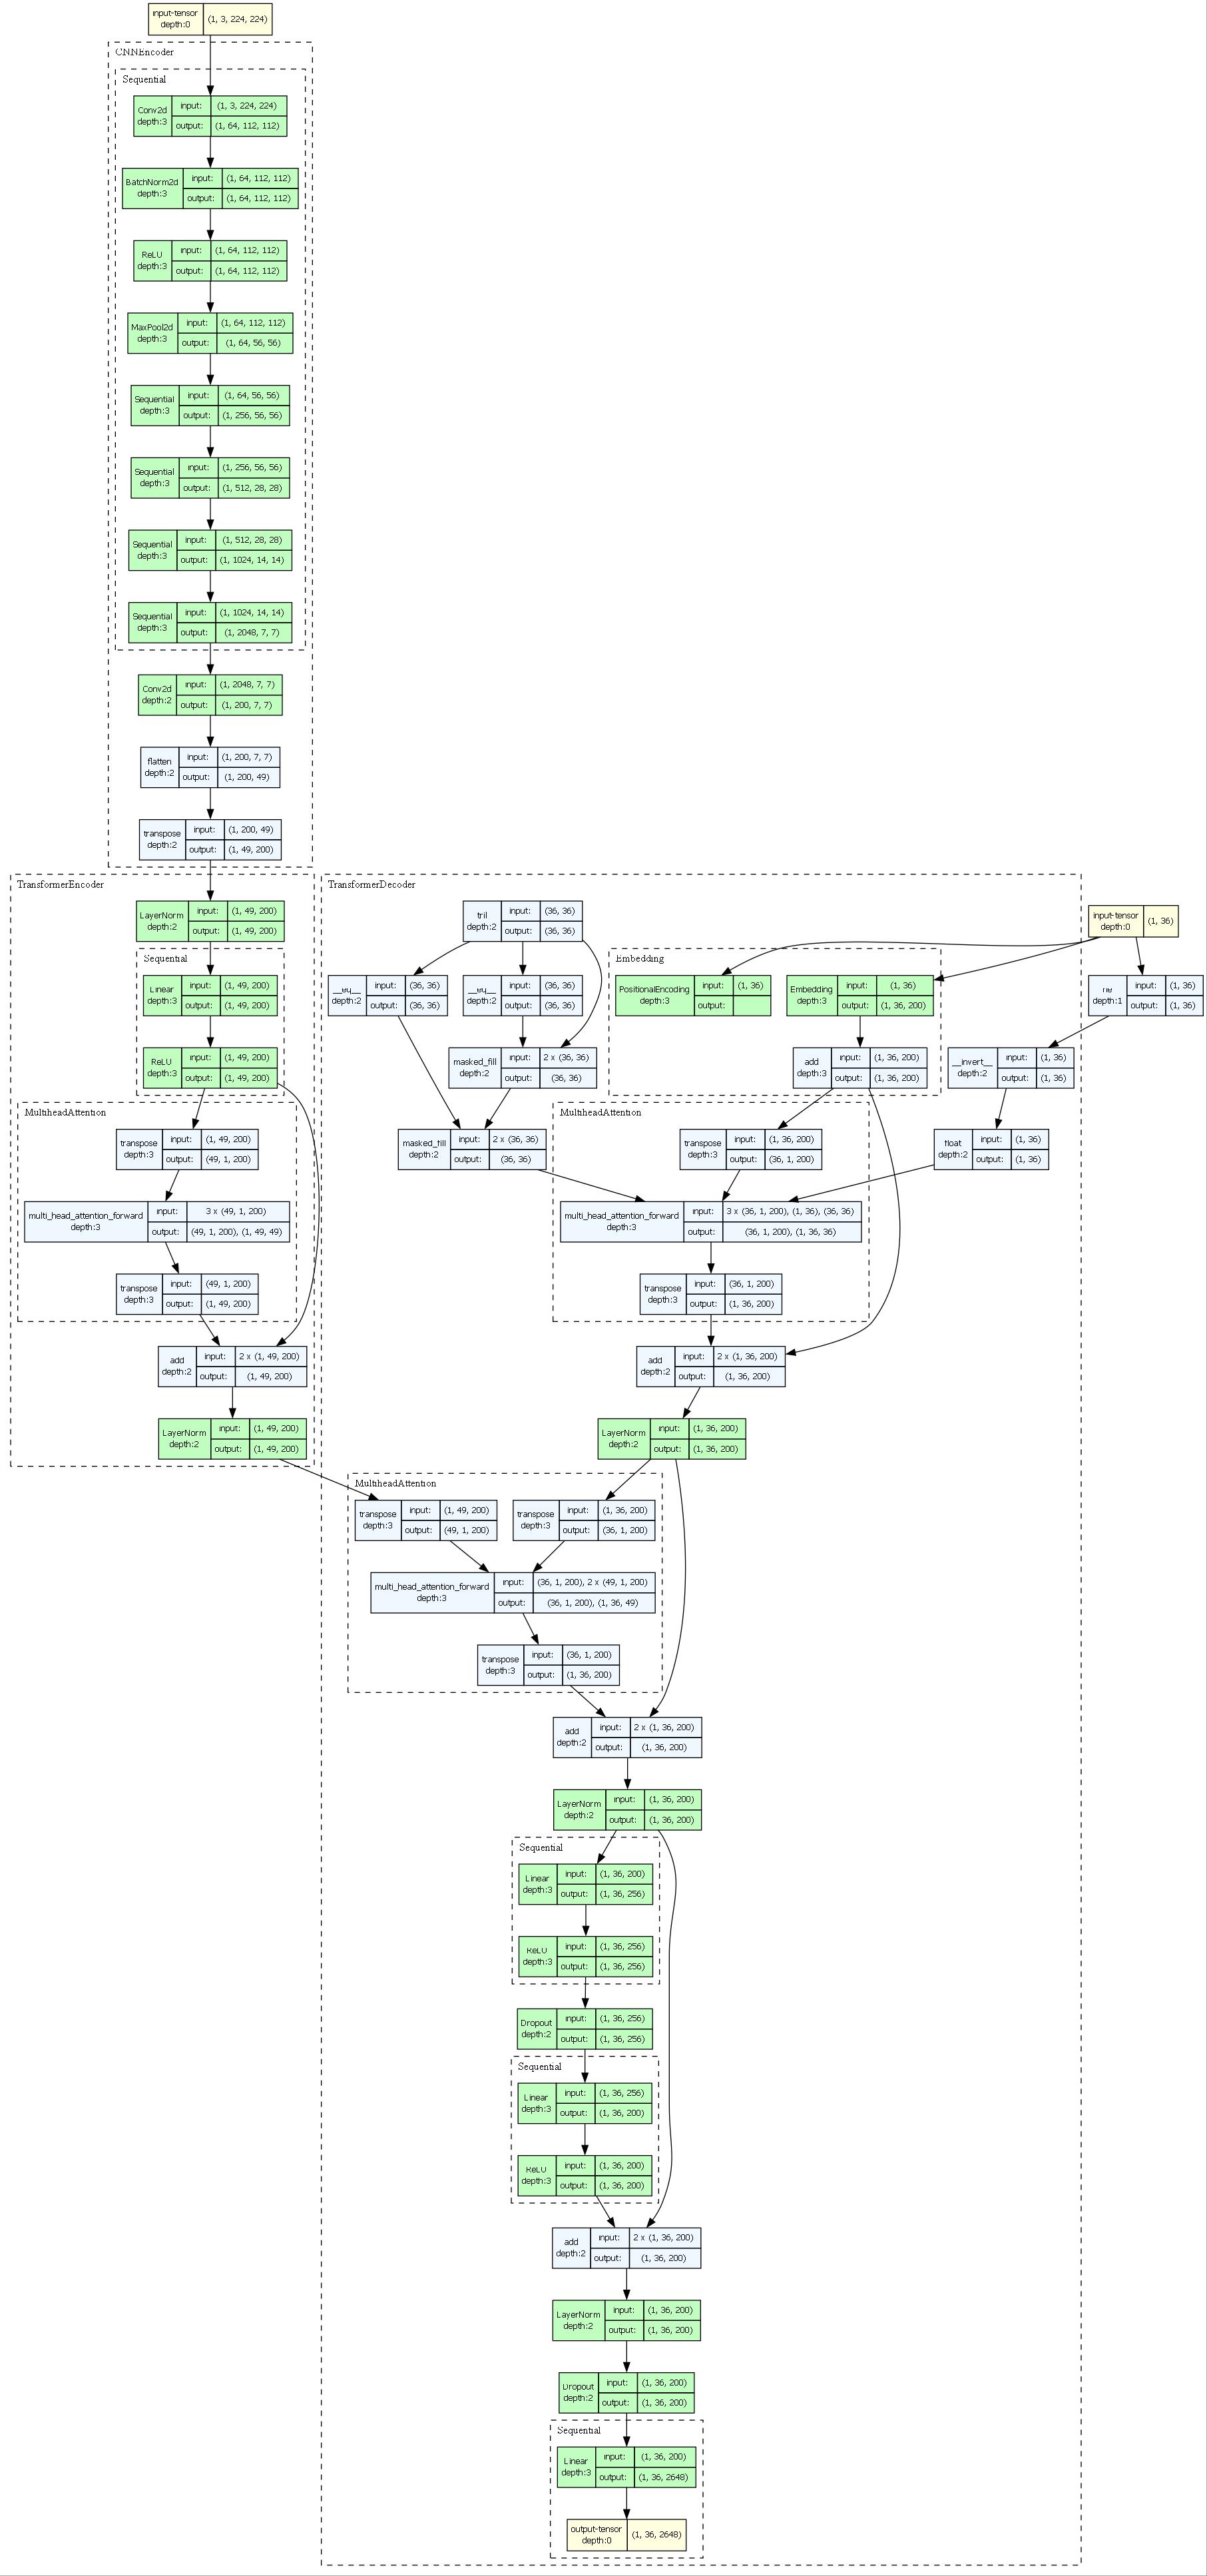 input-tensor
depth:0
(1, 3, 224, 224)
CNNEncoder
Sequential
Conv2d
depth:3
input:
(1, 3, 224, 224)
output:
(1, 64, 112, 112)
BatchNorm2d
depth:3
input:
(1, 64, 112, 112)
output:
(1, 64, 112, 112)
ReLU
depth:3
input:
(1, 64, 112, 112)
output:
(1, 64, 112, 112)
MaxPool2d
depth:3
input:
(1, 64, 112, 112)
output:
(1, 64, 56, 56)
Sequential
depth:3
input:
(1, 64, 56, 56)
output:
(1, 256, 56, 56)
Sequential
depth:3
input:
(1, 256, 56, 56)
output:
(1, 512, 28, 28)
Sequential
depth:3
input:
(1, 512, 28, 28)
output:
(1, 1024, 14, 14)
Sequential
depth:3
input:
(1, 1024, 14, 14)
output:
(1, 2048, 7, 7)
Conv2d
depth:2
input:
(1, 2048, 7, 7)
output:
(1, 200, 7, 7)
flatten
depth:2
input:
(1, 200, 7, 7)
output:
(1, 200, 49)
transpose
depth:2
input:
(1, 200, 49)
output:
(1, 49, 200)
TransformerEncoder
LayerNorm
depth:2
input:
(1, 49, 200)
output:
(1, 49, 200)
Sequential
Linear
depth:3
input:
(1, 49, 200)
output:
(1, 49, 200)
ReLU
depth:3
input:
(1, 49, 200)
output:
(1, 49, 200)
MultiheadAttention
transpose
depth:3
input:
(1, 49, 200)
output:
(49, 1, 200)
multi_head_attention_forward
depth:3
input:
3 x (49, 1, 200)
output:
(49, 1, 200), (1, 49, 49)
transpose
depth:3
input:
(49, 1, 200)
output:
(1, 49, 200)
add
depth:2
input:
2 x (1, 49, 200)
output:
(1, 49, 200)
LayerNorm
depth:2
input:
(1, 49, 200)
output:
(1, 49, 200)
TransformerDecoder
tril
depth:2
input:
(36, 36)
output:
(36, 36)
input-tensor
depth:0
(1, 36)
__eq__
depth:2
input:
(36, 36)
output:
(36, 36)
__eq__
depth:2
input:
(36, 36)
output:
(36, 36)
Embedding
PositionalEncoding
depth:3
input:
(1, 36)
output:
Embedding
depth:3
input:
(1, 36)
output:
(1, 36, 200)
ne
depth:1
input:
(1, 36)
output:
(1, 36)
masked_fill
depth:2
input:
2 x (36, 36)
output:
(36, 36)
add
depth:3
input:
(1, 36, 200)
output:
(1, 36, 200)
__invert__
depth:2
input:
(1, 36)
output:
(1, 36)
masked_fill
depth:2
input:
2 x (36, 36)
output:
(36, 36)
MultiheadAttention
transpose
depth:3
input:
(1, 36, 200)
output:
(36, 1, 200)
float
depth:2
input:
(1, 36)
output:
(1, 36)
multi_head_attention_forward
depth:3
input:
3 x (36, 1, 200), (1, 36), (36, 36)
output:
(36, 1, 200), (1, 36, 36)
transpose
depth:3
input:
(36, 1, 200)
output:
(1, 36, 200)
add
depth:2
input:
2 x (1, 36, 200)
output:
(1, 36, 200)
LayerNorm
depth:2
input:
(1, 36, 200)
output:
(1, 36, 200)
MultiheadAttention
transpose
depth:3
input:
(1, 49, 200)
output:
(49, 1, 200)
transpose
depth:3
input:
(1, 36, 200)
output:
(36, 1, 200)
multi_head_attention_forward
depth:3
input:
(36, 1, 200), 2 x (49, 1, 200)
output:
(36, 1, 200), (1, 36, 49)
transpose
depth:3
input:
(36, 1, 200)
output:
(1, 36, 200)
add
depth:2
input:
2 x (1, 36, 200)
output:
(1, 36, 200)
LayerNorm
depth:2
input:
(1, 36, 200)
output:
(1, 36, 200)
Sequential
Linear
depth:3
input:
(1, 36, 200)
output:
(1, 36, 256)
ReLU
depth:3
input:
(1, 36, 256)
output:
(1, 36, 256)
Dropout
depth:2
input:
(1, 36, 256)
output:
(1, 36, 256)
Sequential
Linear
depth:3
input:
(1, 36, 256)
output:
(1, 36, 200)
ReLU
depth:3
input:
(1, 36, 200)
output:
(1, 36, 200)
add
depth:2
input:
2 x (1, 36, 200)
output:
(1, 36, 200)
LayerNorm
depth:2
input:
(1, 36, 200)
output:
(1, 36, 200)
Dropout
depth:2
input:
(1, 36, 200)
output:
(1, 36, 200)
Sequential
Linear
depth:3
input:
(1, 36, 200)
output:
(1, 36, 2648)
output-tensor
depth:0
(1, 36, 2648)